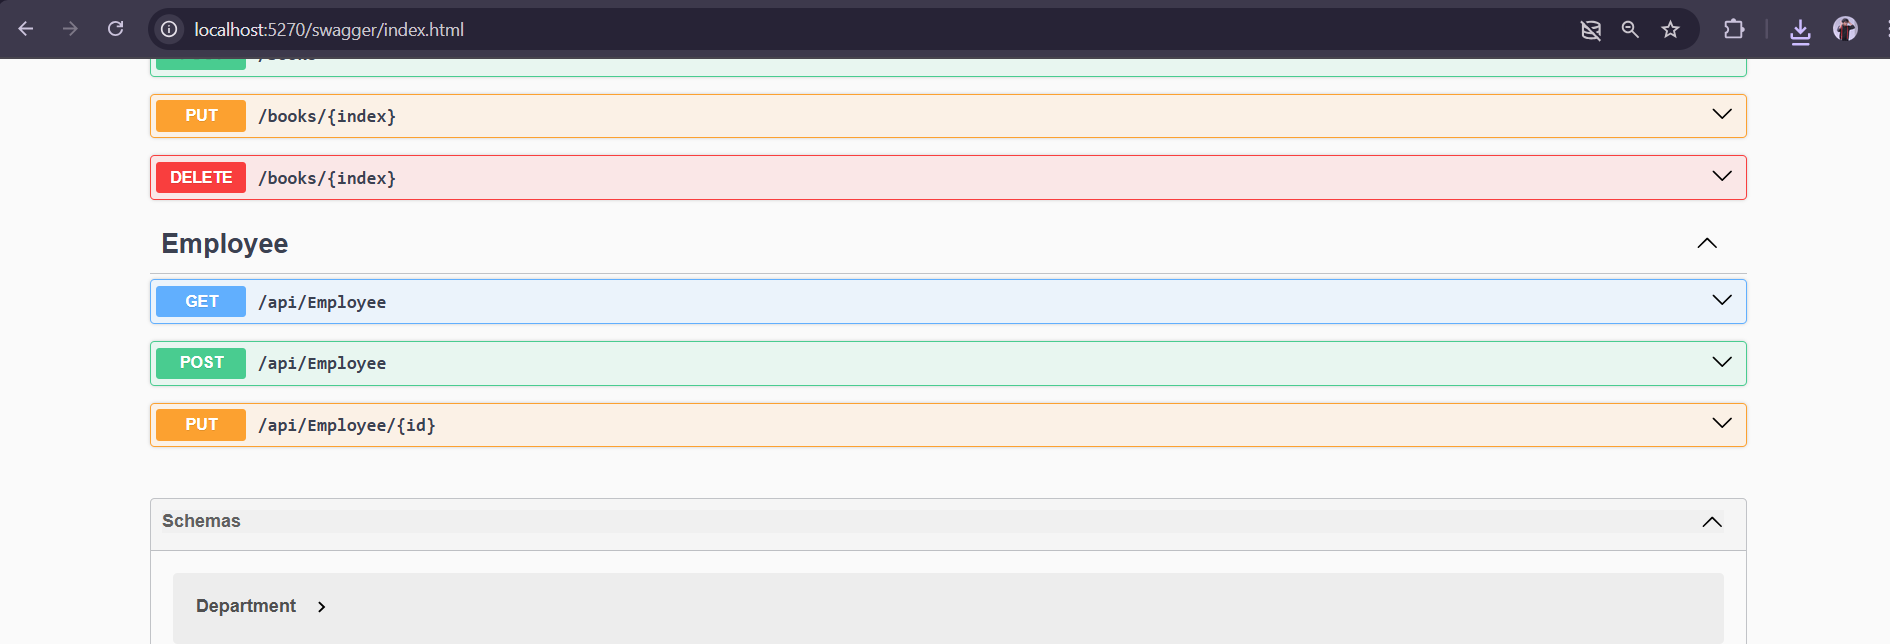 localhost:5270/swagger/index.html
PUT /books/{index}
DELETE /books/{index}
Employee
GET /api/Employee
POST /api/Employee
PUT /api/Employee/{id}
Schemas
Department